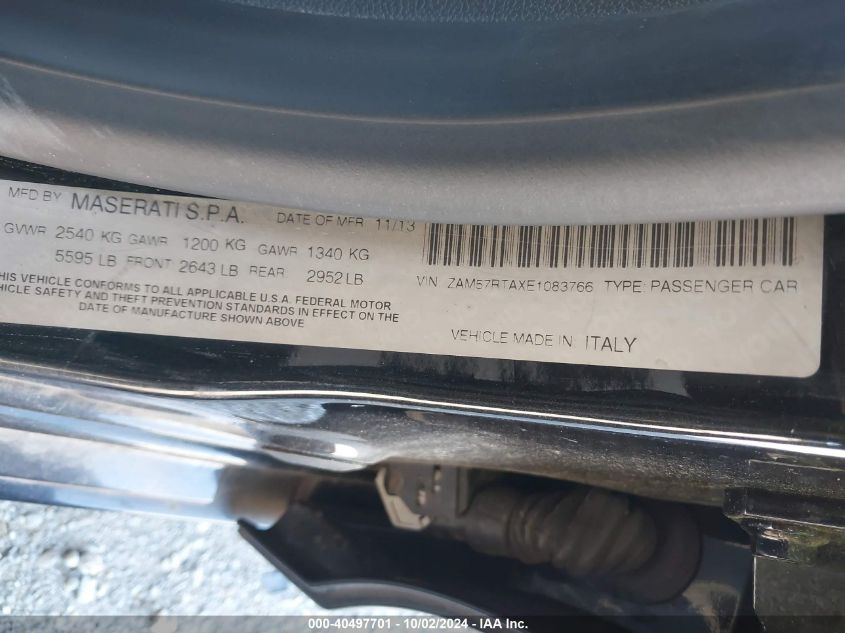 MFD BY MASERATI S.P.A. DATE OF MFR 11/13
GVWR 2540 KG GAWR 1200 KG GAWR 1340 KG
5595 LB FRONT 2643 LB REAR 2952 LB
THIS VEHICLE CONFORMS TO ALL APPLICABLE U.S.A. FEDERAL MOTOR
VEHICLE SAFETY AND THEFT PREVENTION STANDARDS IN EFFECT ON THE
DATE OF MANUFACTURE SHOWN ABOVE
VIN ZAM57RTAXE1083766 TYPE: PASSENGER CAR
VEHICLE MADE IN ITALY
000-40497701 - 10/02/2024 - IAA Inc.